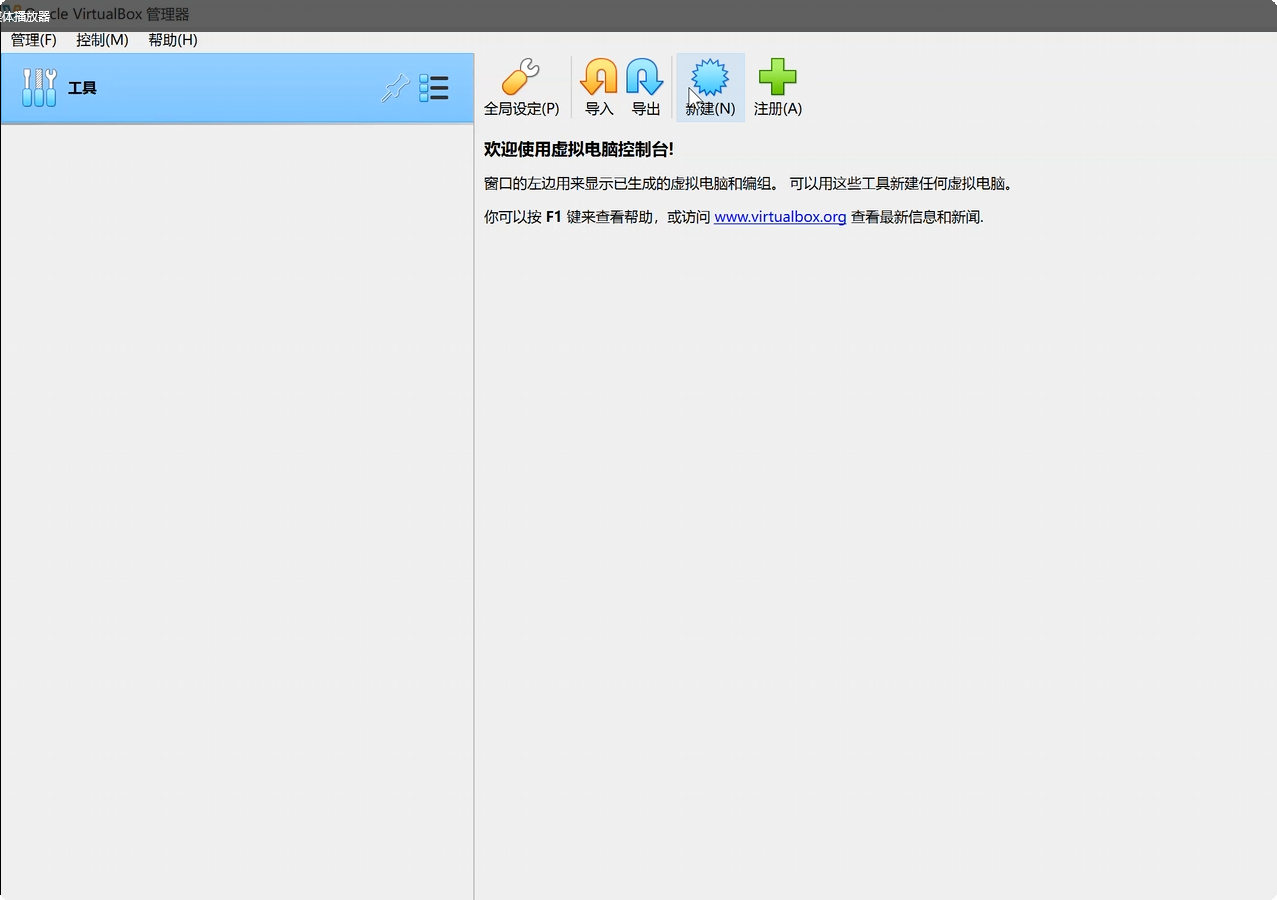 体播放器
cle VirtualBox 管理器
管理(F) 控制(M) 帮助(H)
工具
全局设定(P) 导入 导出 新建(N) 注册(A)
欢迎使用虚拟电脑控制台!
窗口的左边用来显示已生成的虚拟电脑和编组。 可以用这些工具新建任何虚拟电脑。
你可以按 F1 键来查看帮助，或访问 www.virtualbox.org 查看最新信息和新闻.